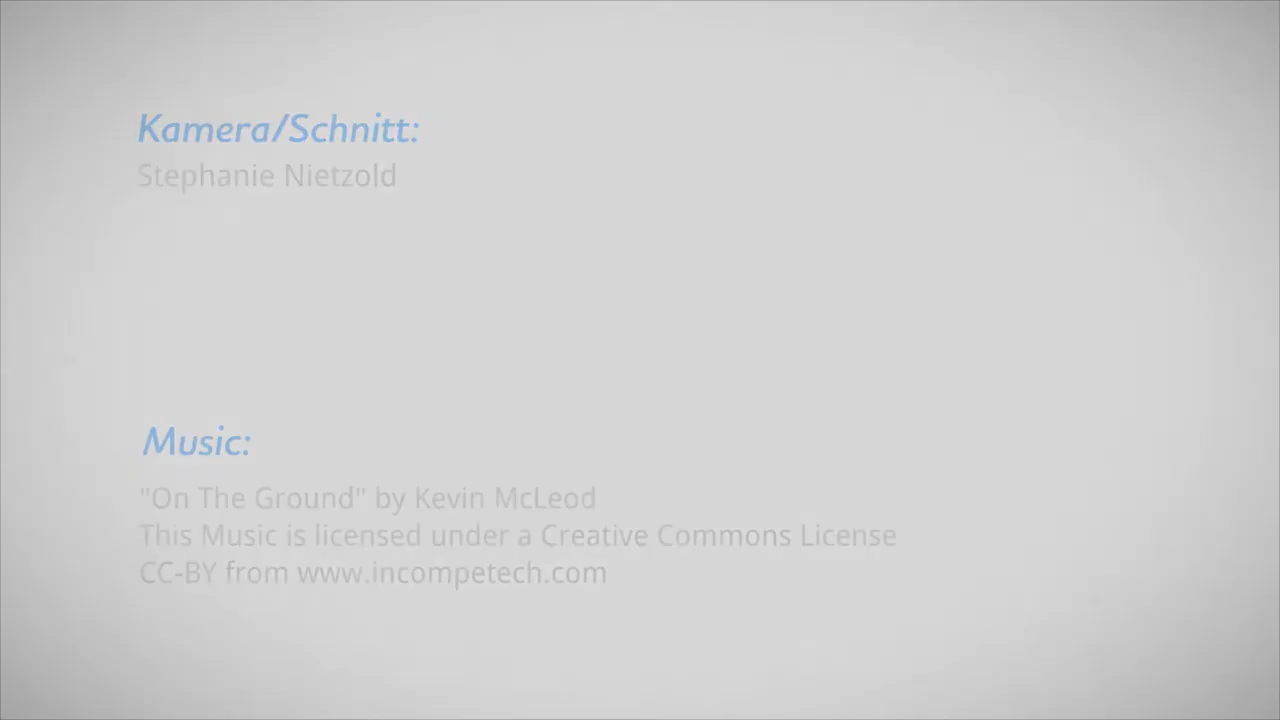 Kamera/Schnitt:
Stephanie Nietzold
Music:
"On The Ground" by Kevin McLeod
This Music is licensed under a Creative Commons License
CC-BY from www.incompetech.com